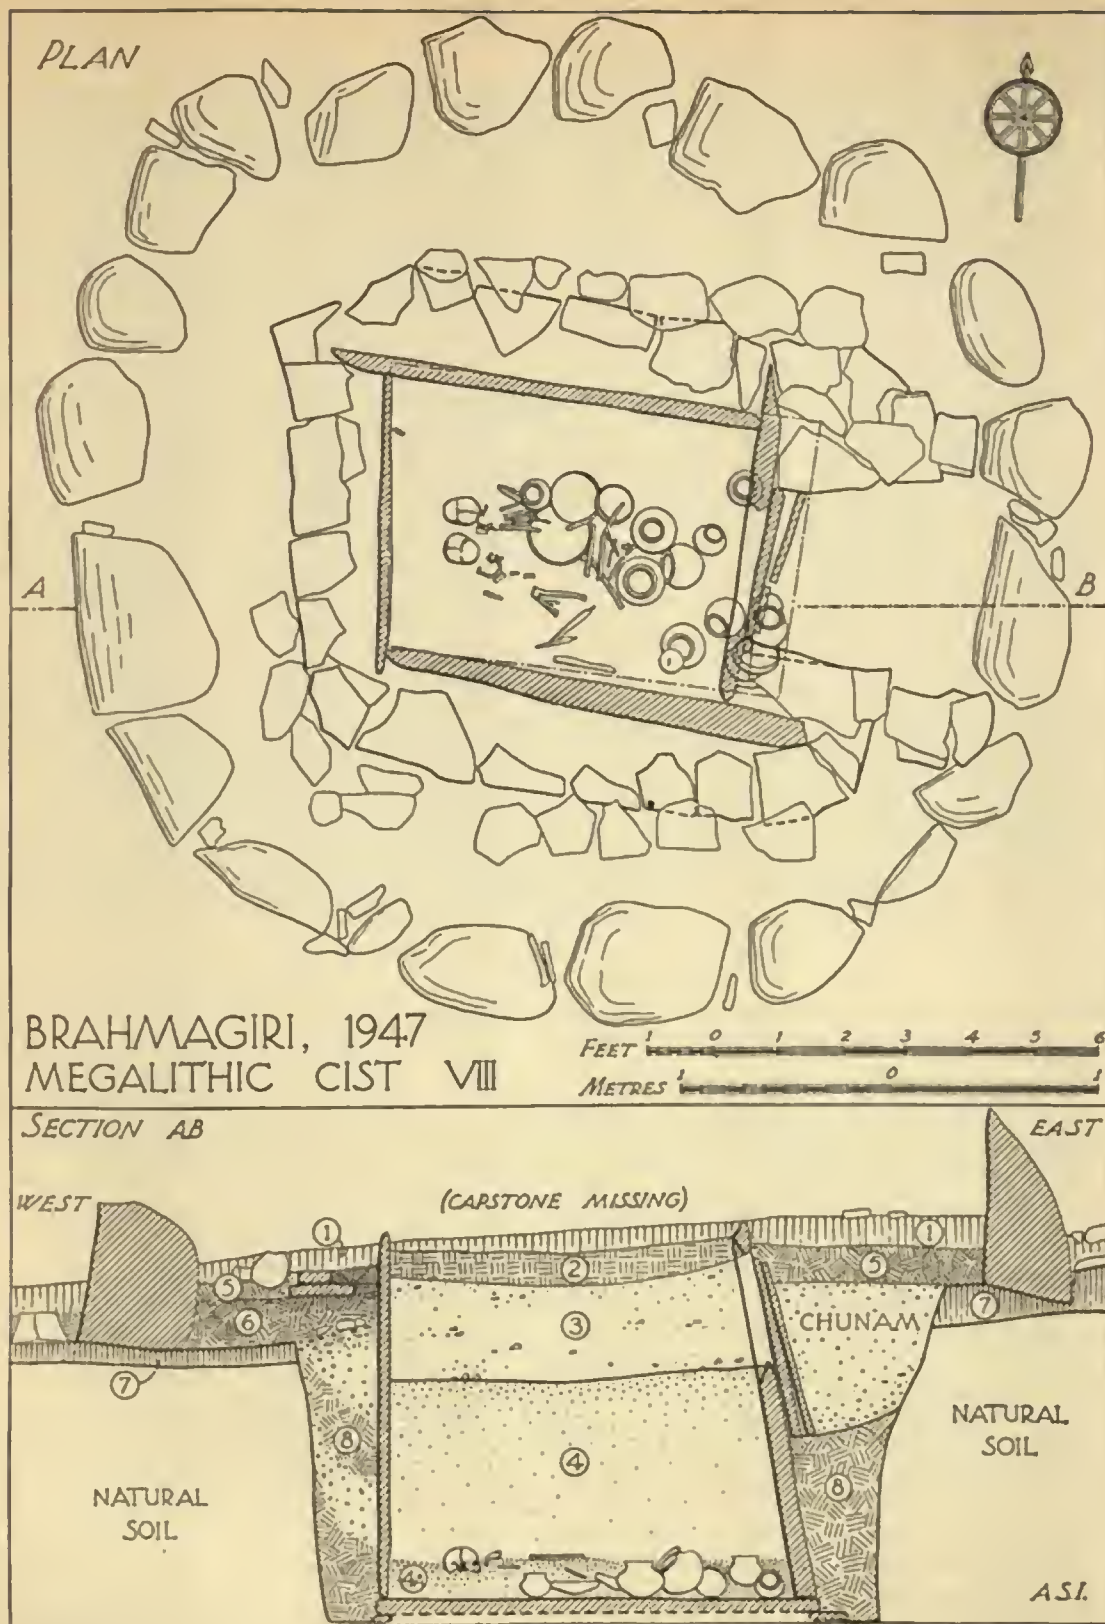 PLAN
A
B
BRAHMAGIRI, 1947
MEGALITHIC CIST VIII
FEET 1 0 1 2 3 4 5 6
METRES 1 0 1
SECTION AB
EAST
WEST
(CAPSTONE MISSING)
1
1
5
2
5
6
3
CHUNAM
7
7
8
4
NATURAL
SOIL
8
NATURAL
SOIL
4a
A.S.I.